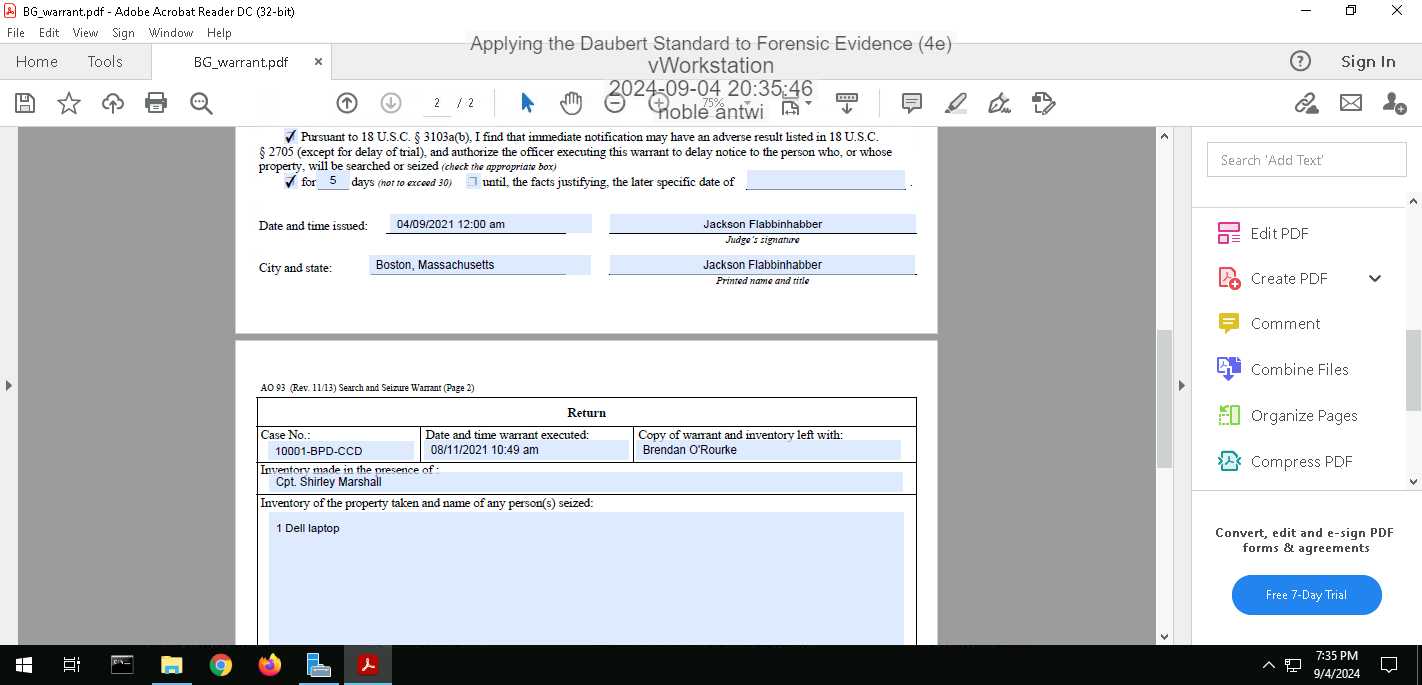 BG_warrant.pdf - Adobe Acrobat Reader DC (32-bit)
File Edit View Sign Window Help
Applying the Daubert Standard to Forensic Evidence (4e)
vWorkstation
2024-09-04 20:35:46
noble antwi
Home Tools BG_warrant.pdf × Sign In
2 / 2 75%
✓ Pursuant to 18 U.S.C. § 3103a(b), I find that immediate notification may have an adverse result listed in 18 U.S.C.
§ 2705 (except for delay of trial), and authorize the officer executing this warrant to delay notice to the person who, or whose
property, will be searched or seized (check the appropriate box)
✓ for 5 days (not to exceed 30) ❐ until, the facts justifying, the later specific date of .
Date and time issued: 04/09/2021 12:00 am Jackson Flabbinhabber
Judge's signature
City and state: Boston, Massachusetts Jackson Flabbinhabber
Printed name and title
AO 93 (Rev. 11/13) Search and Seizure Warrant (Page 2)
Return
Case No.: Date and time warrant executed: Copy of warrant and inventory left with:
10001-BPD-CCD 08/11/2021 10:49 am Brendan O'Rourke
Inventory made in the presence of :
Cpt. Shirley Marshall
Inventory of the property taken and name of any person(s) seized:
1 Dell laptop
Search 'Add Text'
Edit PDF
Create PDF
Comment
Combine Files
Organize Pages
Compress PDF
Convert, edit and e-sign PDF
forms & agreements
Free 7-Day Trial
7:35 PM
9/4/2024